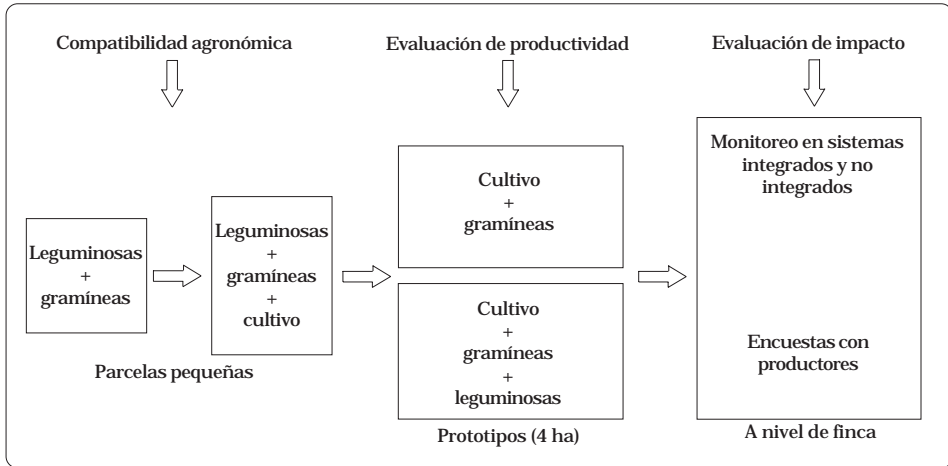 Compatibilidad agronómica
Evaluación de productividad
Evaluación de impacto
Leguminosas
+
gramíneas
Leguminosas
+
gramíneas
+
cultivo
Parcelas pequeñas
Cultivo
+
gramíneas
Cultivo
+
gramíneas
+
leguminosas
Prototipos (4 ha)
Monitoreo en sistemas
integrados y no
integrados
Encuestas con
productores
A nivel de finca